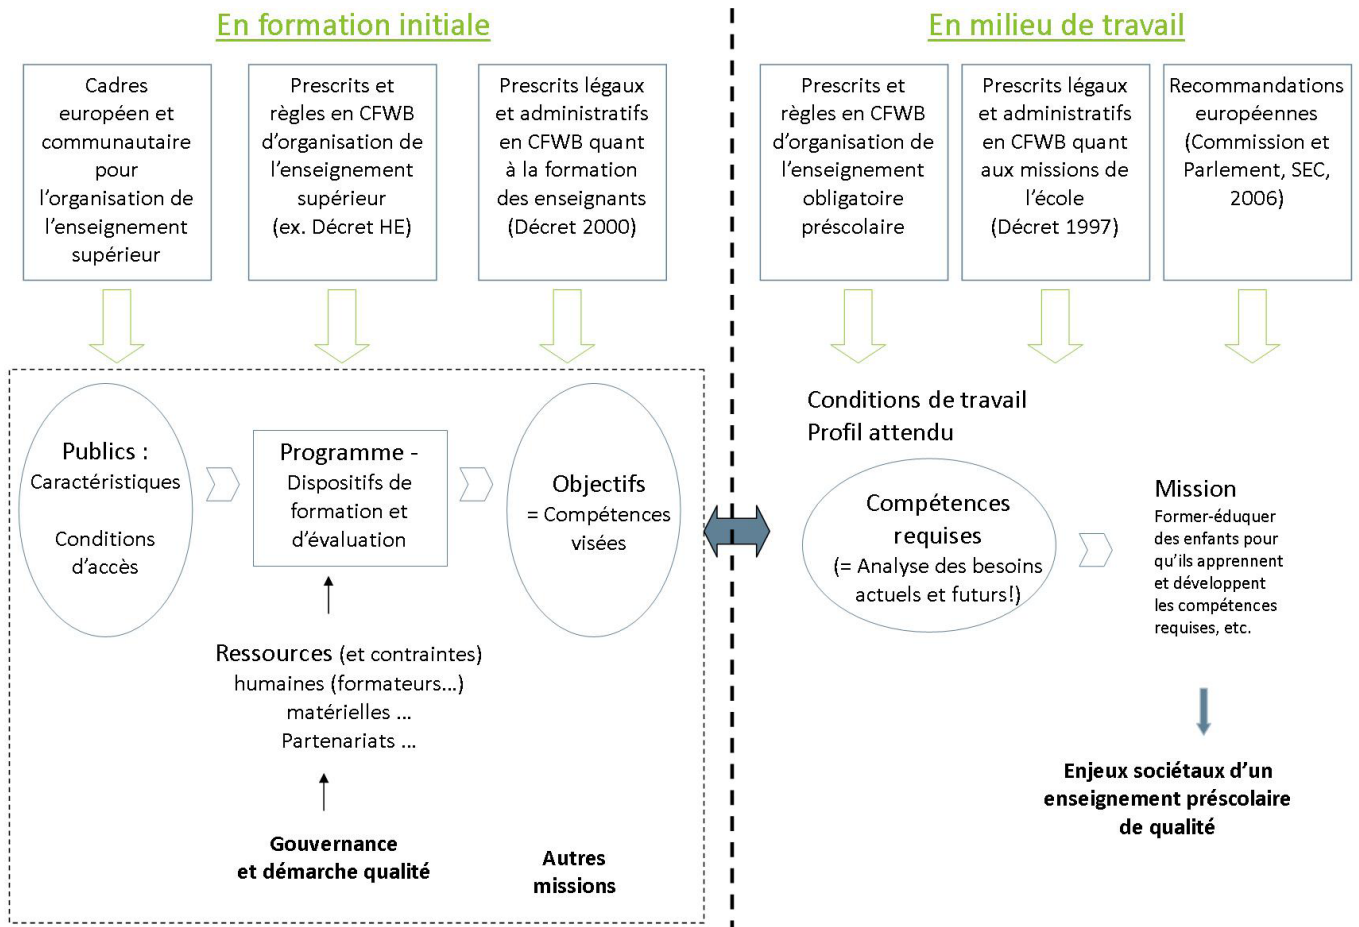 En formation initiale
En milieu de travail
Cadres
européen et
communautaire
pour
l'organisation de
l'enseignement
supérieur
Prescrits et
règles en CFWB
d'organisation de
l'enseignement
supérieur
(ex. Décret HE)
Prescrits légaux
et administratifs
en CFWB quant
à la formation
des enseignants
(Décret 2000)
Prescrits et
règles en CFWB
d'organisation de
l'enseignement
obligatoire
préscolaire
Prescrits légaux
et administratifs
en CFWB quant
aux missions de
l'école
(Décret 1997)
Recommandations
européennes
(Commission et
Parlement, SEC,
2006)
Publics :
Caractéristiques
Conditions
d'accès
Programme -
Dispositifs de
formation et
d'évaluation
Objectifs
= Compétences
visées
Ressources (et contraintes)
humaines (formateurs...)
matérielles ...
Partenariats ...
Gouvernance
et démarche qualité
Autres
missions
Conditions de travail
Profil attendu
Compétences
requises
(= Analyse des besoins
actuels et futurs!)
Mission
Former-éduquer
des enfants pour
qu'ils apprennent
et développent
les compétences
requises, etc.
Enjeux sociétaux d'un
enseignement préscolaire
de qualité